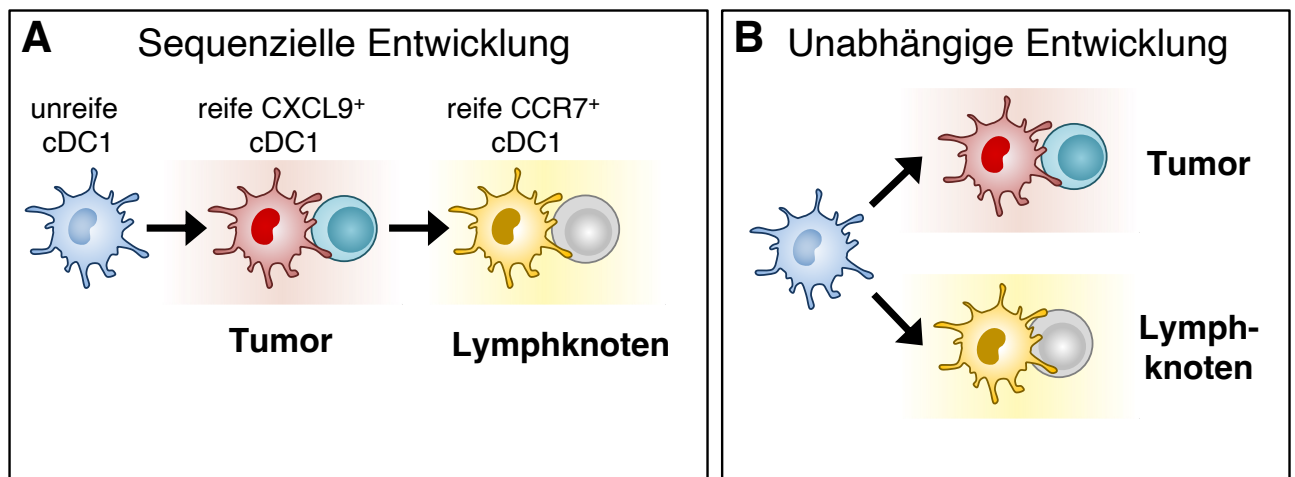 A Sequenzielle Entwicklung
unreife
cDC1
reife CXCL9⁺
cDC1
reife CCR7⁺
cDC1
Tumor
Lymphknoten
B Unabhängige Entwicklung
Tumor
Lymph-
knoten